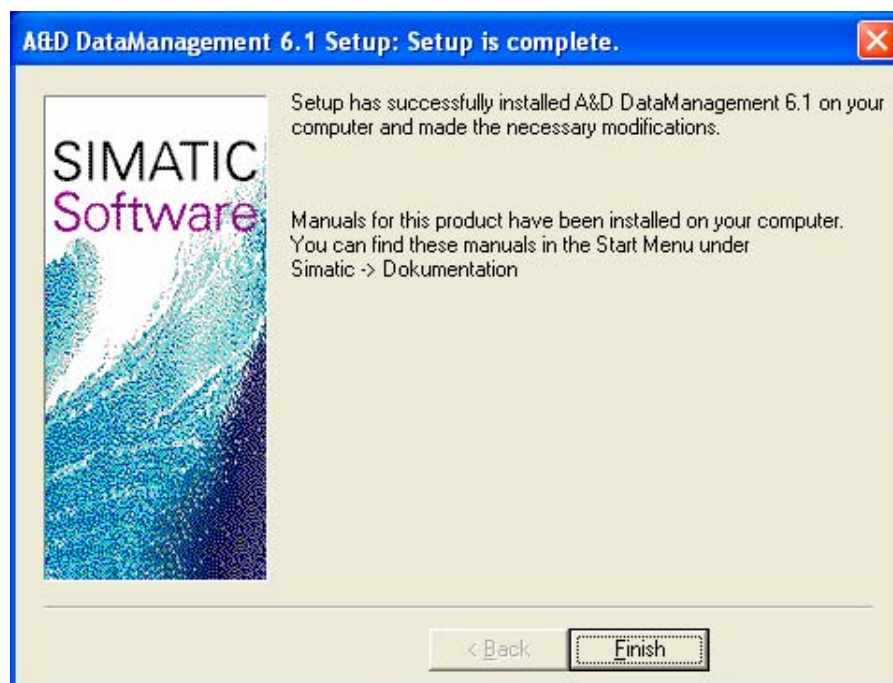 A&D DataManagement 6.1 Setup: Setup is complete.
SIMATIC
Software
Setup has successfully installed A&D DataManagement 6.1 on your
computer and made the necessary modifications.
Manuals for this product have been installed on your computer.
You can find these manuals in the Start Menu under
Simatic -> Dokumentation
< Back
Finish